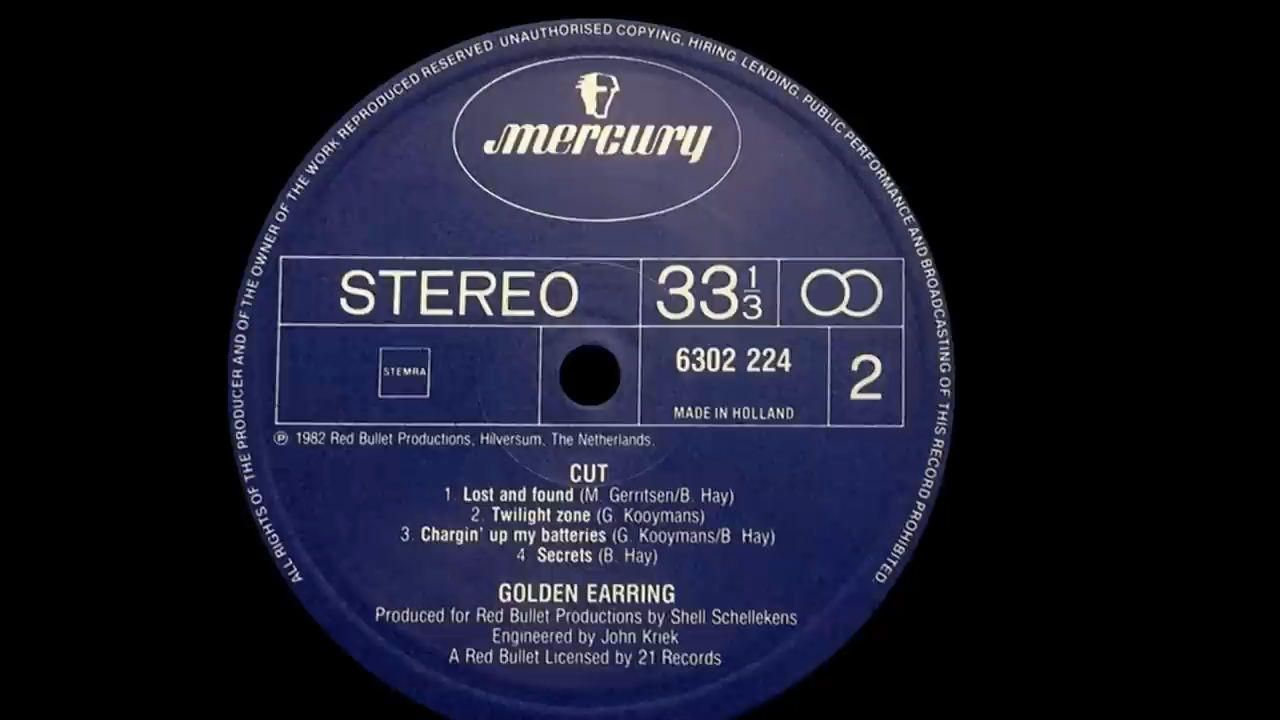 ALL RIGHTS OF THE PRODUCER AND OF THE OWNER OF THE WORK REPRODUCED RESERVED UNAUTHORISED COPYING, HIRING, LENDING, PUBLIC PERFORMANCE AND BROADCASTING OF THIS RECORD PROHIBITED.
mercury
STEREO
33 1/3
6302 224
2
STEMRA
MADE IN HOLLAND
Ⓟ 1982 Red Bullet Productions, Hilversum, The Netherlands.
CUT
1. Lost and found (M. Gerritsen/B. Hay)
2. Twilight zone (G. Kooymans)
3. Chargin' up my batteries (G. Kooymans/B. Hay)
4. Secrets (B. Hay)
GOLDEN EARRING
Produced for Red Bullet Productions by Shell Schellekens
Engineered by John Kriek
A Red Bullet Licensed by 21 Records